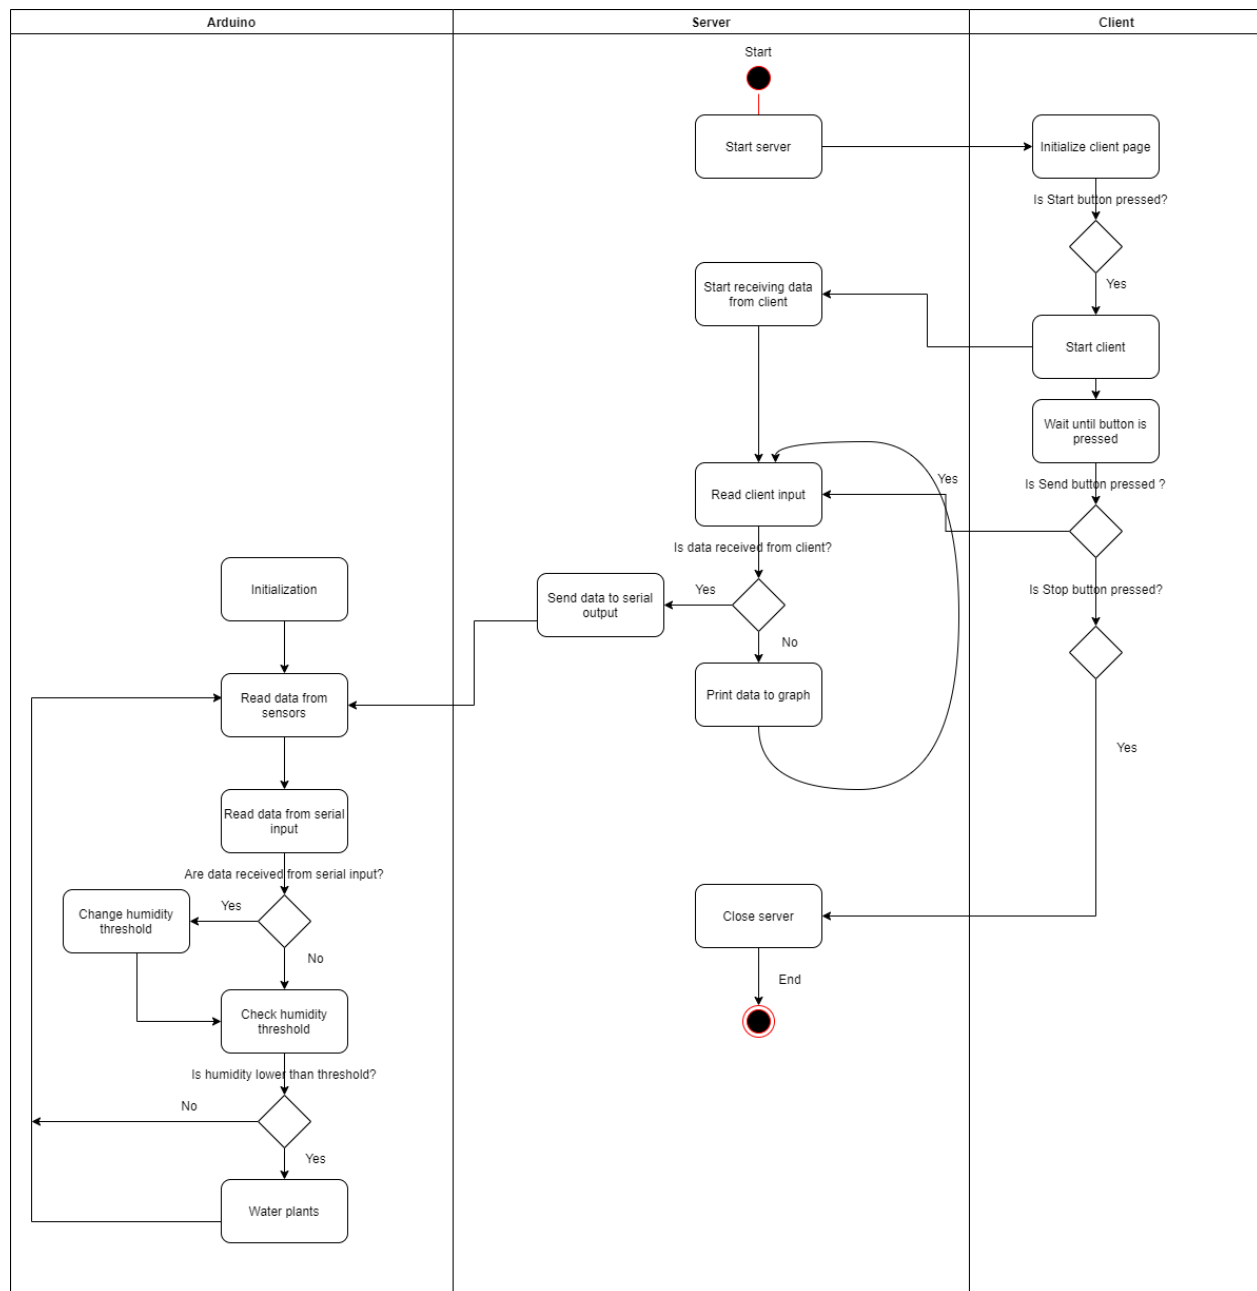 Arduino
Server
Client
Start
Start server
Initialize client page
Is Start button pressed?
Yes
Start receiving data
from client
Start client
Wait until button is
pressed
Is Send button pressed ?
Yes
Read client input
Is data received from client?
Is Stop button pressed?
Initialization
Send data to serial
output
Yes
No
Read data from
sensors
Print data to graph
Yes
Read data from serial
input
Are data received from serial input?
Yes
Change humidity
threshold
No
Close server
End
Check humidity
threshold
Is humidity lower than threshold?
No
Yes
Water plants